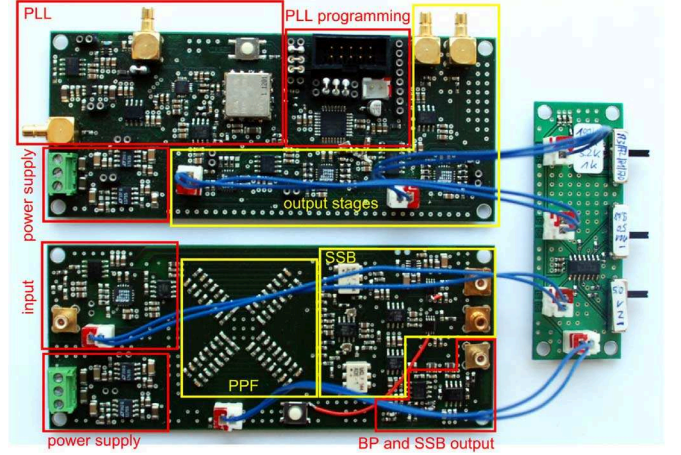 PLL
PLL programming
power supply
output stages
input
SSB
PPF
power supply
BP and SSB output